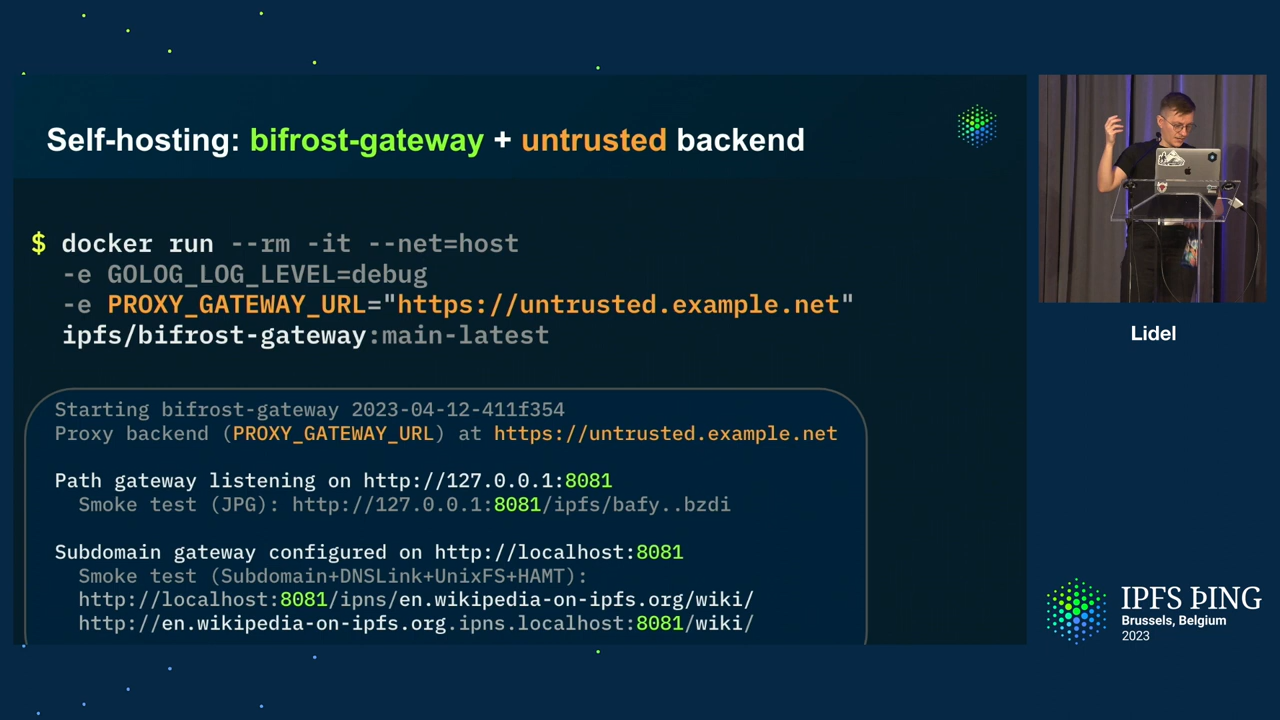 Self-hosting: bifrost-gateway + untrusted backend
$ docker run --rm -it --net=host
-e GOLOG_LOG_LEVEL=debug
-e PROXY_GATEWAY_URL="https://untrusted.example.net"
ipfs/bifrost-gateway:main-latest
Starting bifrost-gateway 2023-04-12-411f354
Proxy backend (PROXY_GATEWAY_URL) at https://untrusted.example.net
Path gateway listening on http://127.0.0.1:8081
Smoke test (JPG): http://127.0.0.1:8081/ipfs/bafy..bzdi
Subdomain gateway configured on http://localhost:8081
Smoke test (Subdomain+DNSLink+UnixFS+HAMT):
http://localhost:8081/ipns/en.wikipedia-on-ipfs.org/wiki/
http://en.wikipedia-on-ipfs.org.ipns.localhost:8081/wiki/
Lidel
IPFS ÞING
Brussels, Belgium
2023